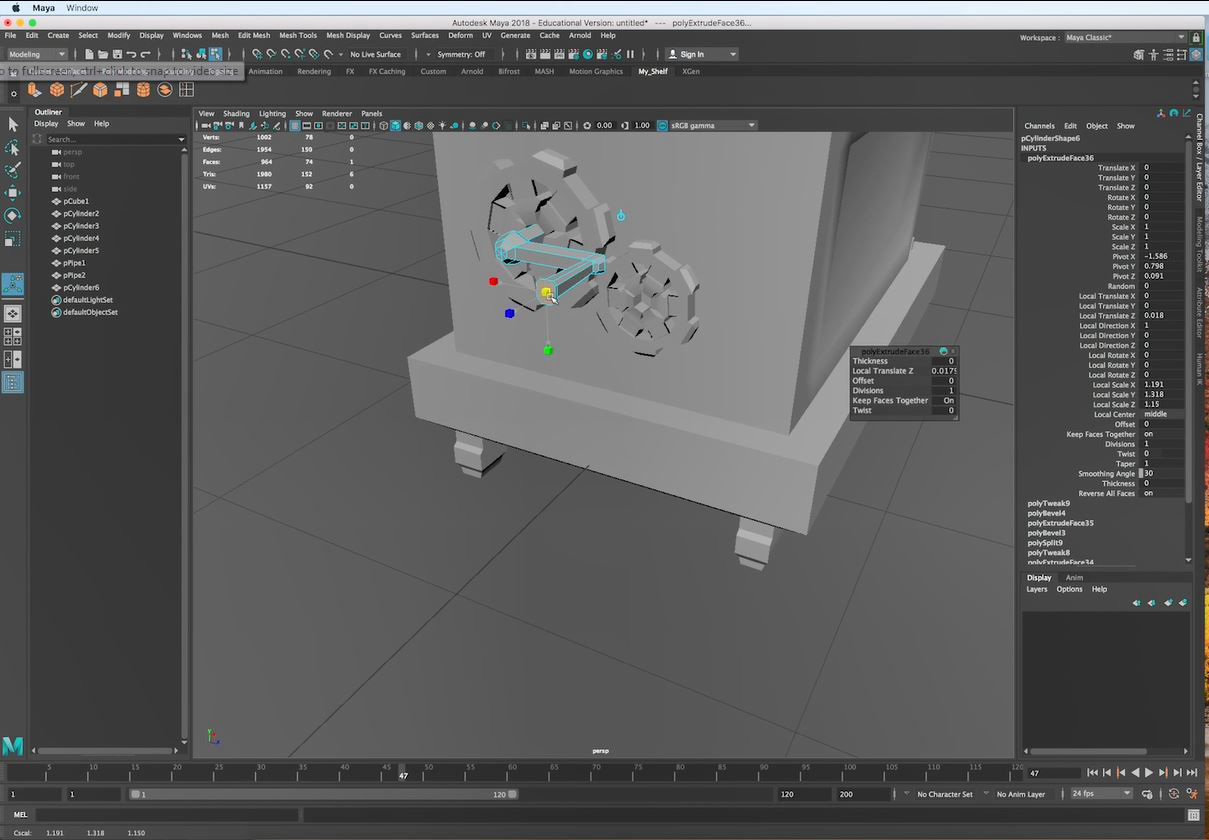 Maya Window
Autodesk Maya 2018 - Educational Version: untitled* --- polyExtrudeFace36...
File Edit Create Select Modify Display Windows Mesh Edit Mesh Mesh Tools Mesh Display Curves Surfaces Deform UV Generate Cache Arnold Help
Workspace : Maya Classic*
Modeling No Live Surface Symmetry: Off Sign In
to fullscreen, ctrl+click to snap to video size Animation Rendering FX FX Caching Custom Arnold Bifrost MASH Motion Graphics My_Shelf XGen
Outliner
Display Show Help
Search...
persp
top
front
side
pCube1
pCylinder2
pCylinder3
pCylinder4
pCylinder5
pPipe1
pPipe2
pCylinder6
defaultLightSet
defaultObjectSet
View Shading Lighting Show Renderer Panels
0.00 1.00 sRGB gamma
Verts: 1002 78 0
Edges: 1954 150 0
Faces: 964 74 1
Tris: 1980 152 6
UVs: 1157 92 0
polyExtrudeFace36
Thickness 0
Local Translate Z 0.0179
Offset 0
Divisions 1
Keep Faces Together On
Twist 0
persp
Channels Edit Object Show
pCylinderShape6
INPUTS
polyExtrudeFace36
Translate X 0
Translate Y 0
Translate Z 0
Rotate X 0
Rotate Y 0
Rotate Z 0
Scale X 1
Scale Y 1
Scale Z 1
Pivot X -1.586
Pivot Y 0.798
Pivot Z 0.091
Random 0
Local Translate X 0
Local Translate Y 0
Local Translate Z 0.018
Local Direction X 1
Local Direction Y 0
Local Direction Z 0
Local Rotate X 0
Local Rotate Y 0
Local Rotate Z 0
Local Scale X 1.191
Local Scale Y 1.318
Local Scale Z 1.15
Local Center middle
Offset 0
Keep Faces Together on
Divisions 1
Twist 0
Taper 1
Smoothing Angle 30
Thickness 0
Reverse All Faces on
polyTweak9
polyBevel4
polyExtrudeFace35
polyBevel3
polySplit9
polyTweak8
polyExtrudeFace34
Display Anim
Layers Options Help
Channel Box / Layer Editor
Modeling Toolkit
Attribute Editor
Human IK
5 10 15 20 25 30 35 40 45 47 50 55 60 65 70 75 80 85 90 95 100 105 110 115 120
47
1 1 1 120 120 200 No Character Set No Anim Layer 24 fps
MEL
Cscal: 1.191 1.318 1.150